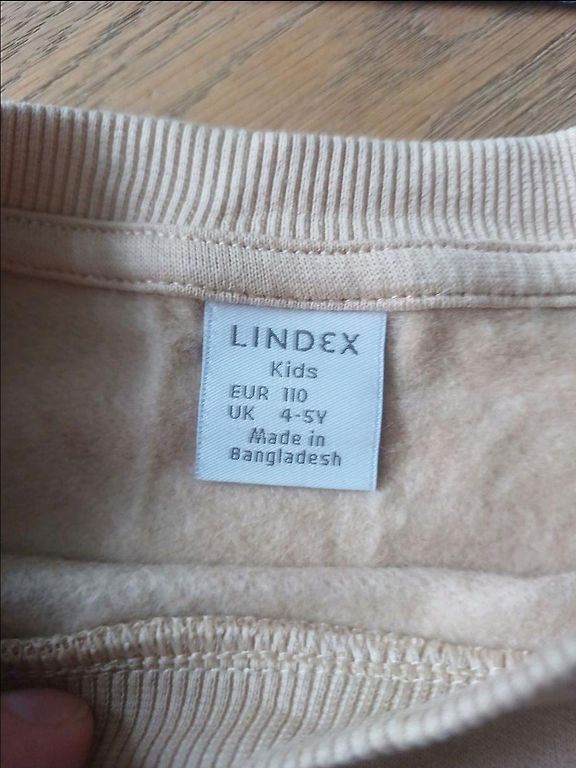 LINDEX
Kids
EUR 110
UK 4-5Y
Made in
Bangladesh